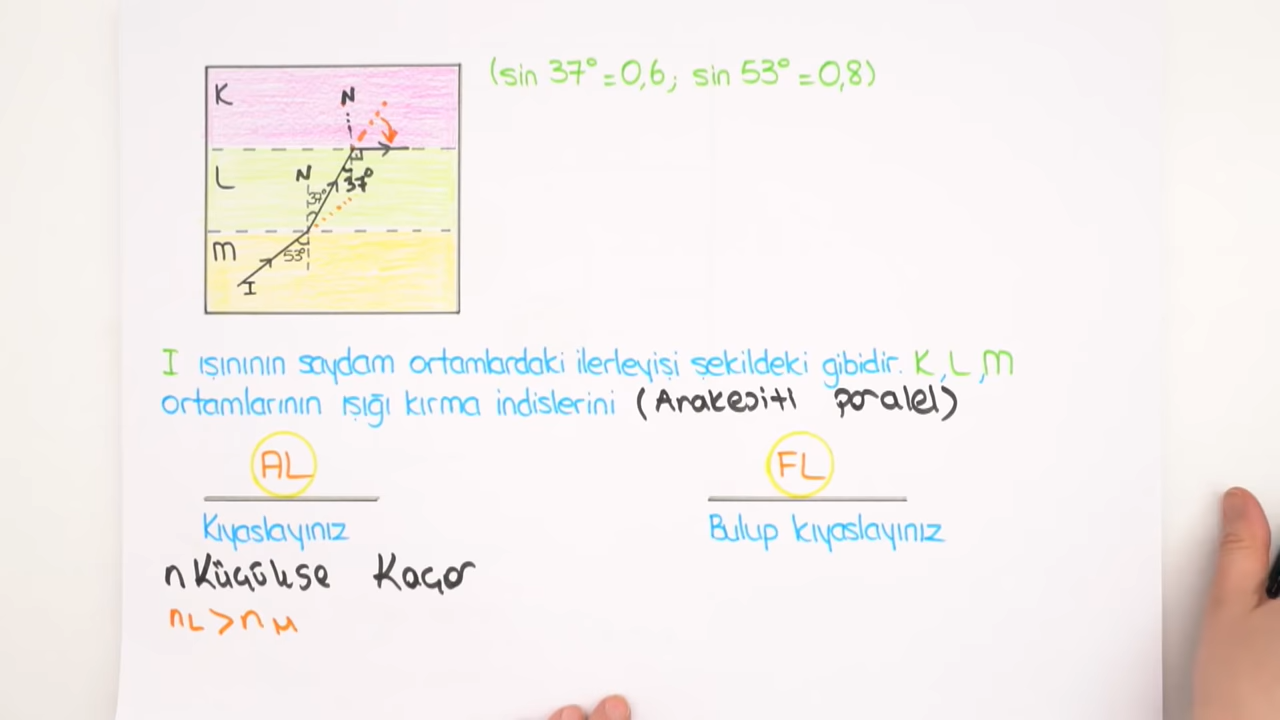 (sin 37° = 0,6; sin 53° = 0,8)
K
N
L
N
37°
37°
M
53°
I
I ışınının saydam ortamlardaki ilerleyişi şekildeki gibidir. K, L, M
ortamlarının ışığı kırma indislerini (Arakesiti paralel)
AL
FL
Kıyaslayınız
Bulup kıyaslayınız
n küçükse Kaçar
nL > nM